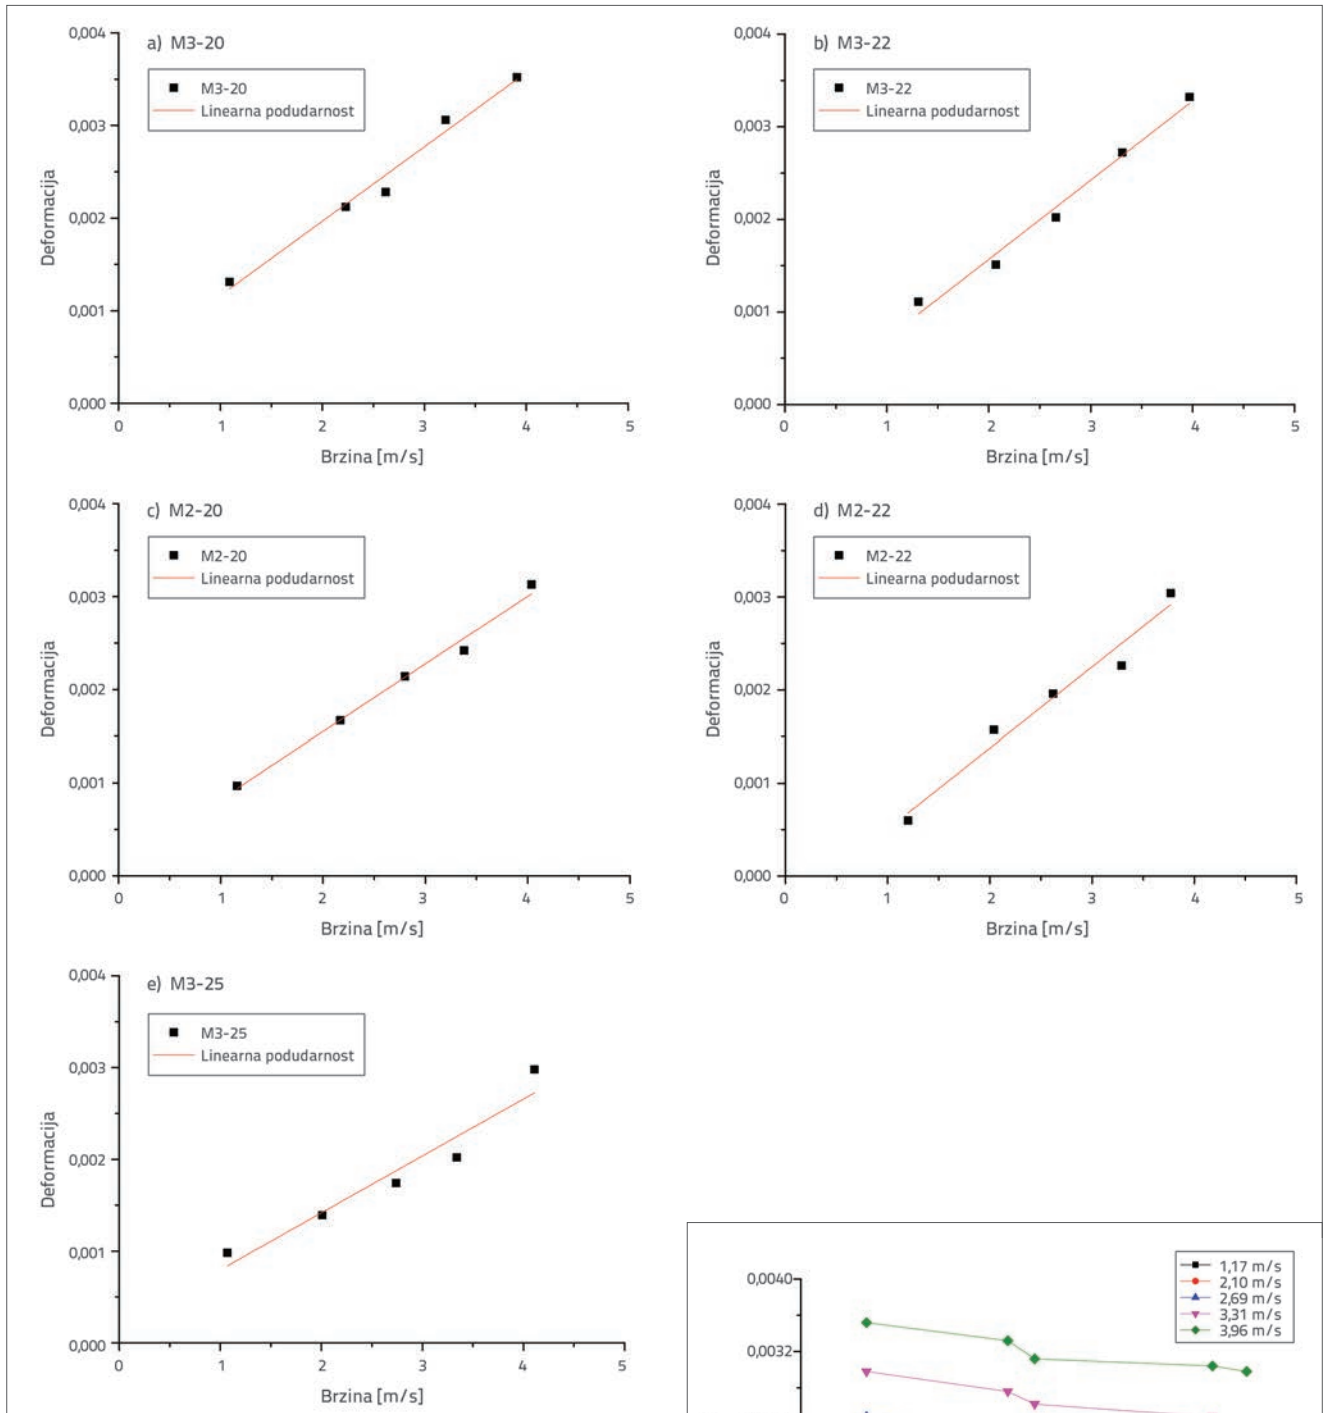 a) M3-20
M3-20
Linearna podudarnost
0,004
0,003
0,002
0,001
0,000
Deformacija
0 1 2 3 4 5
Brzina [m/s]
b) M3-22
M3-22
Linearna podudarnost
0,004
0,003
0,002
0,001
0,000
Deformacija
0 1 2 3 4 5
Brzina [m/s]
c) M2-20
M2-20
Linearna podudarnost
0,004
0,003
0,002
0,001
0,000
Deformacija
0 1 2 3 4 5
Brzina [m/s]
d) M2-22
M2-22
Linearna podudarnost
0,004
0,003
0,002
0,001
0,000
Deformacija
0 1 2 3 4 5
Brzina [m/s]
e) M3-25
M3-25
Linearna podudarnost
0,004
0,003
0,002
0,001
0,000
Deformacija
0 1 2 3 4 5
Brzina [m/s]
1,17 m/s
2,10 m/s
2,69 m/s
3,31 m/s
3,96 m/s
0,0040
0,0032